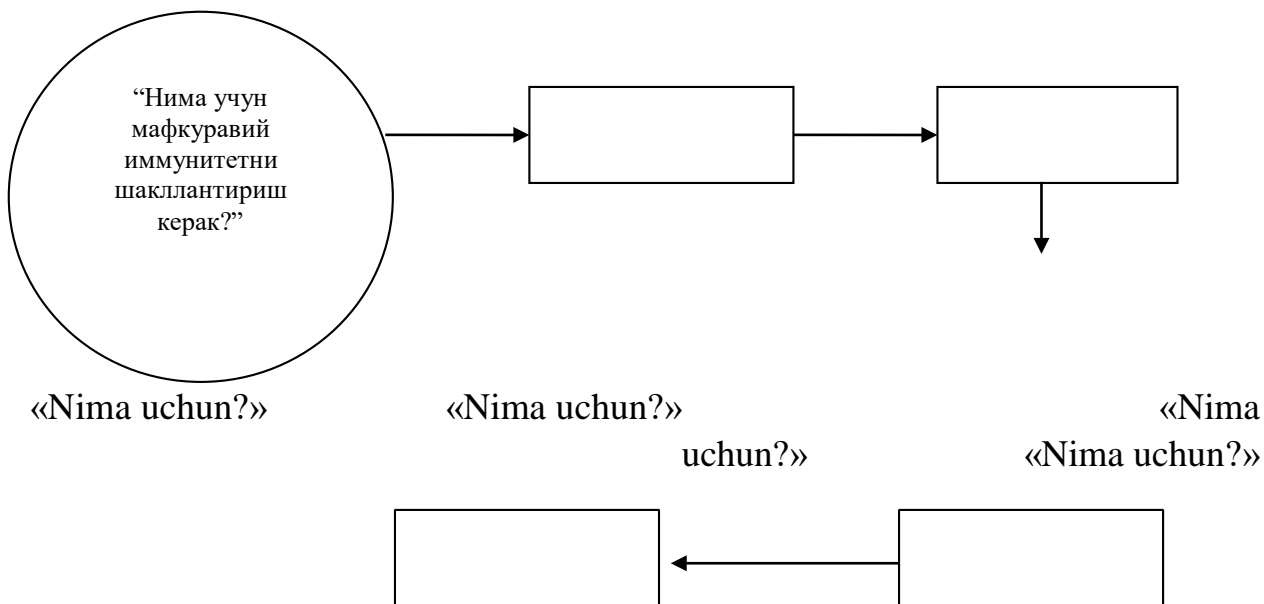 “Нима учун
мафкуравий
иммунитетни
шакллантириш
керак?”
«Nima uchun?» «Nima uchun?» «Nima
uchun?» «Nima uchun?»